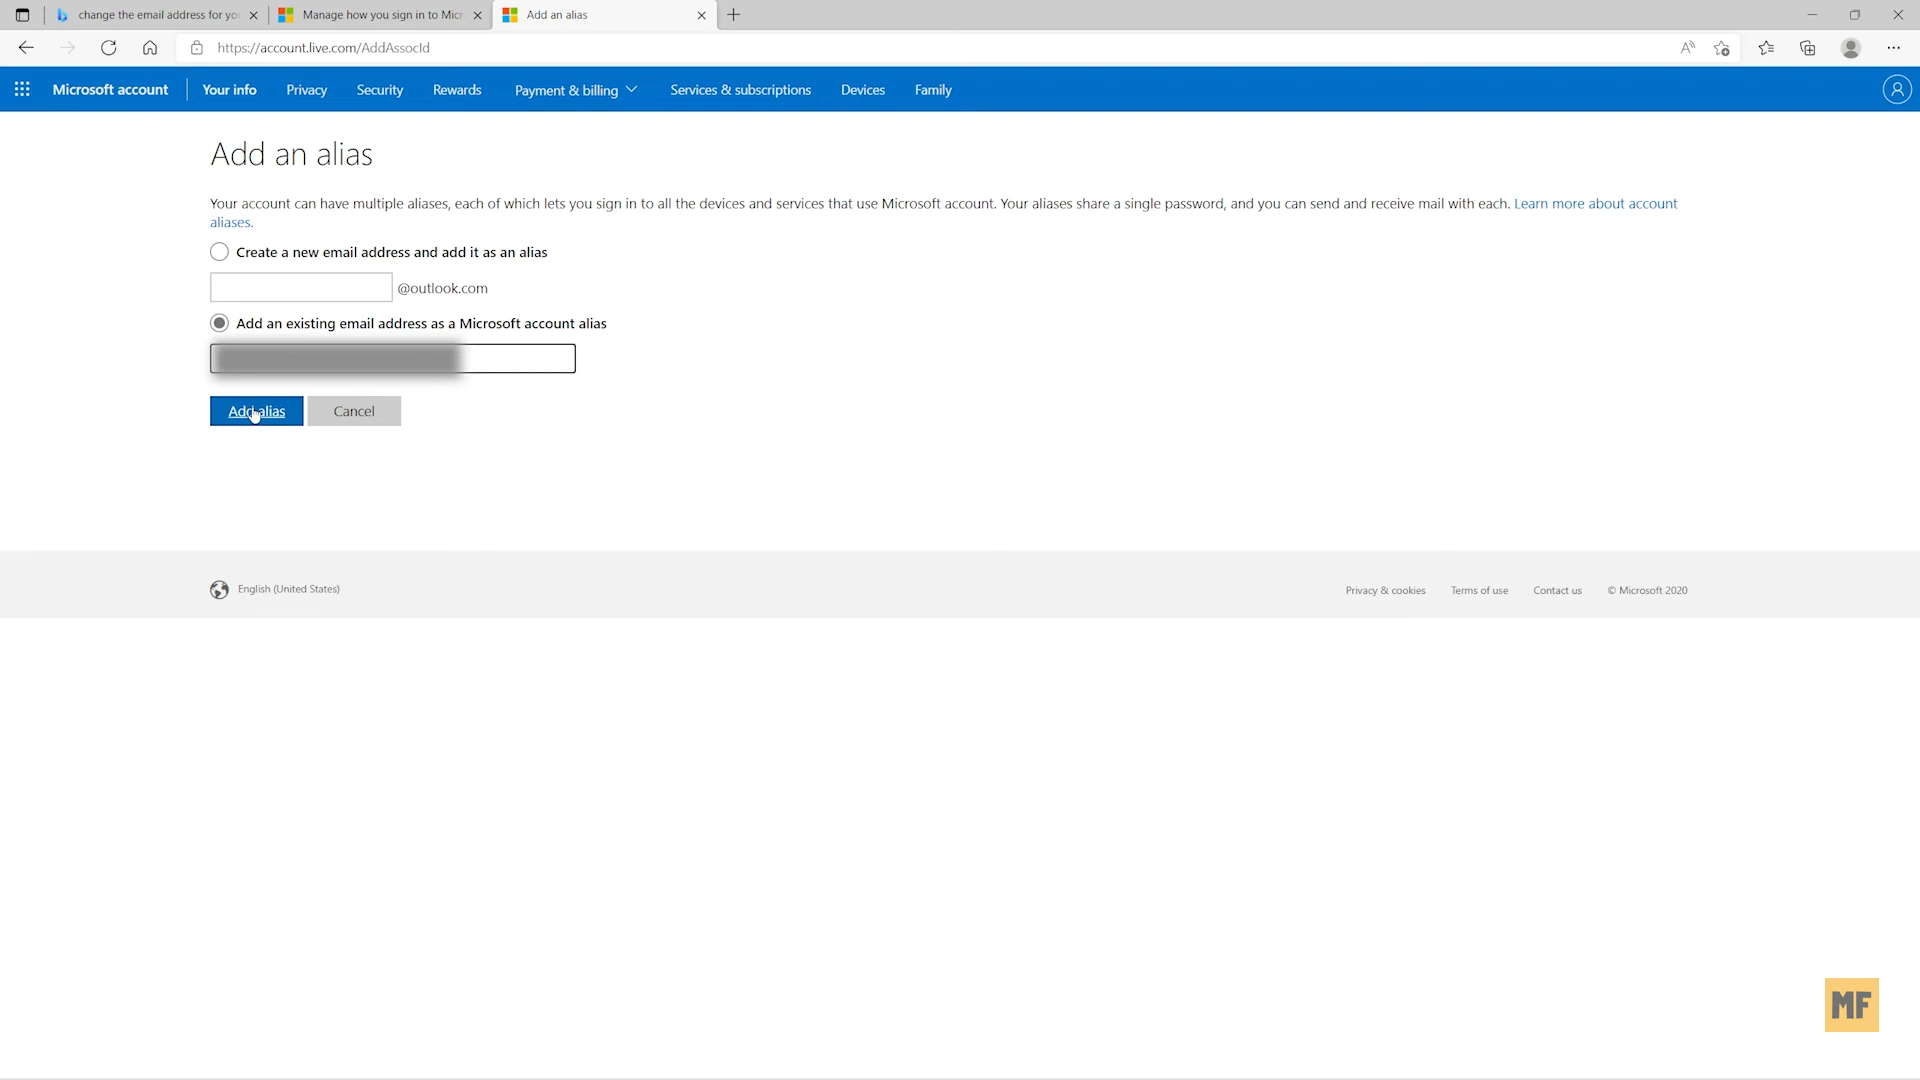 change the email address for yo
Manage how you sign in to Micr
Add an alias
https://account.live.com/AddAssocId
Microsoft account
Your info
Privacy
Security
Rewards
Payment & billing
Services & subscriptions
Devices
Family
Add an alias
Your account can have multiple aliases, each of which lets you sign in to all the devices and services that use Microsoft account. Your aliases share a single password, and you can send and receive mail with each. Learn more about account
aliases.
Create a new email address and add it as an alias
@outlook.com
Add an existing email address as a Microsoft account alias
Add alias
Cancel
English (United States)
Privacy & cookies
Terms of use
Contact us
© Microsoft 2020
MF